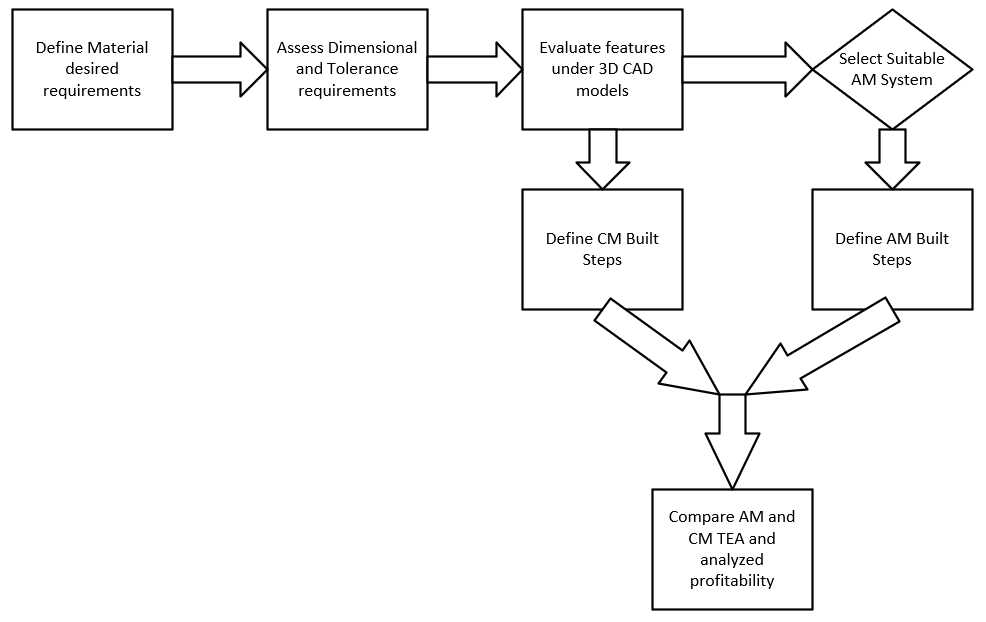 Define Material
desired
requirements
Assess Dimensional
and Tolerance
requirements
Evaluate features
under 3D CAD
models
Select Suitable
AM System
Define CM Built
Steps
Define AM Built
Steps
Compare AM and
CM TEA and
analyzed
profitability